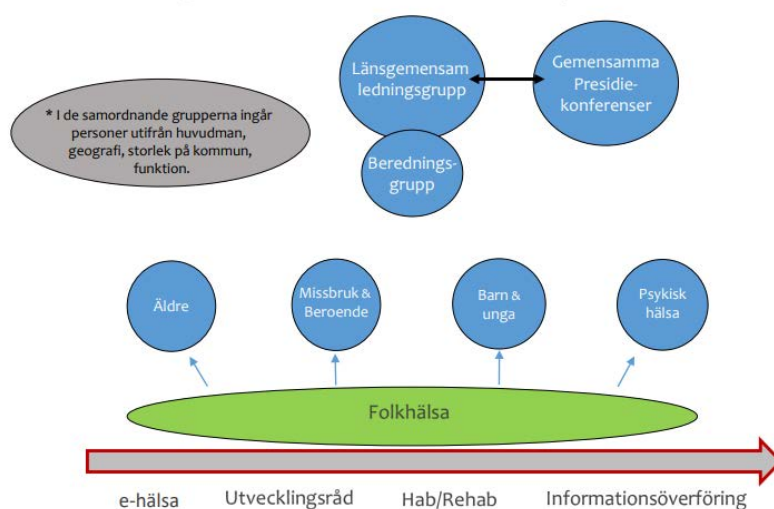 Länsgemensam
ledningsgrupp
Gemensamma
Presidie-
konferenser
* I de samordnande grupperna ingår
personer utifrån huvudman,
geografi, storlek på kommun,
funktion.
Berednings-
grupp
Äldre
Missbruk &
Beroende
Barn &
unga
Psykisk
hälsa
Folkhälsa
e-hälsa
Utvecklingsråd
Hab/Rehab
Informationsöverföring